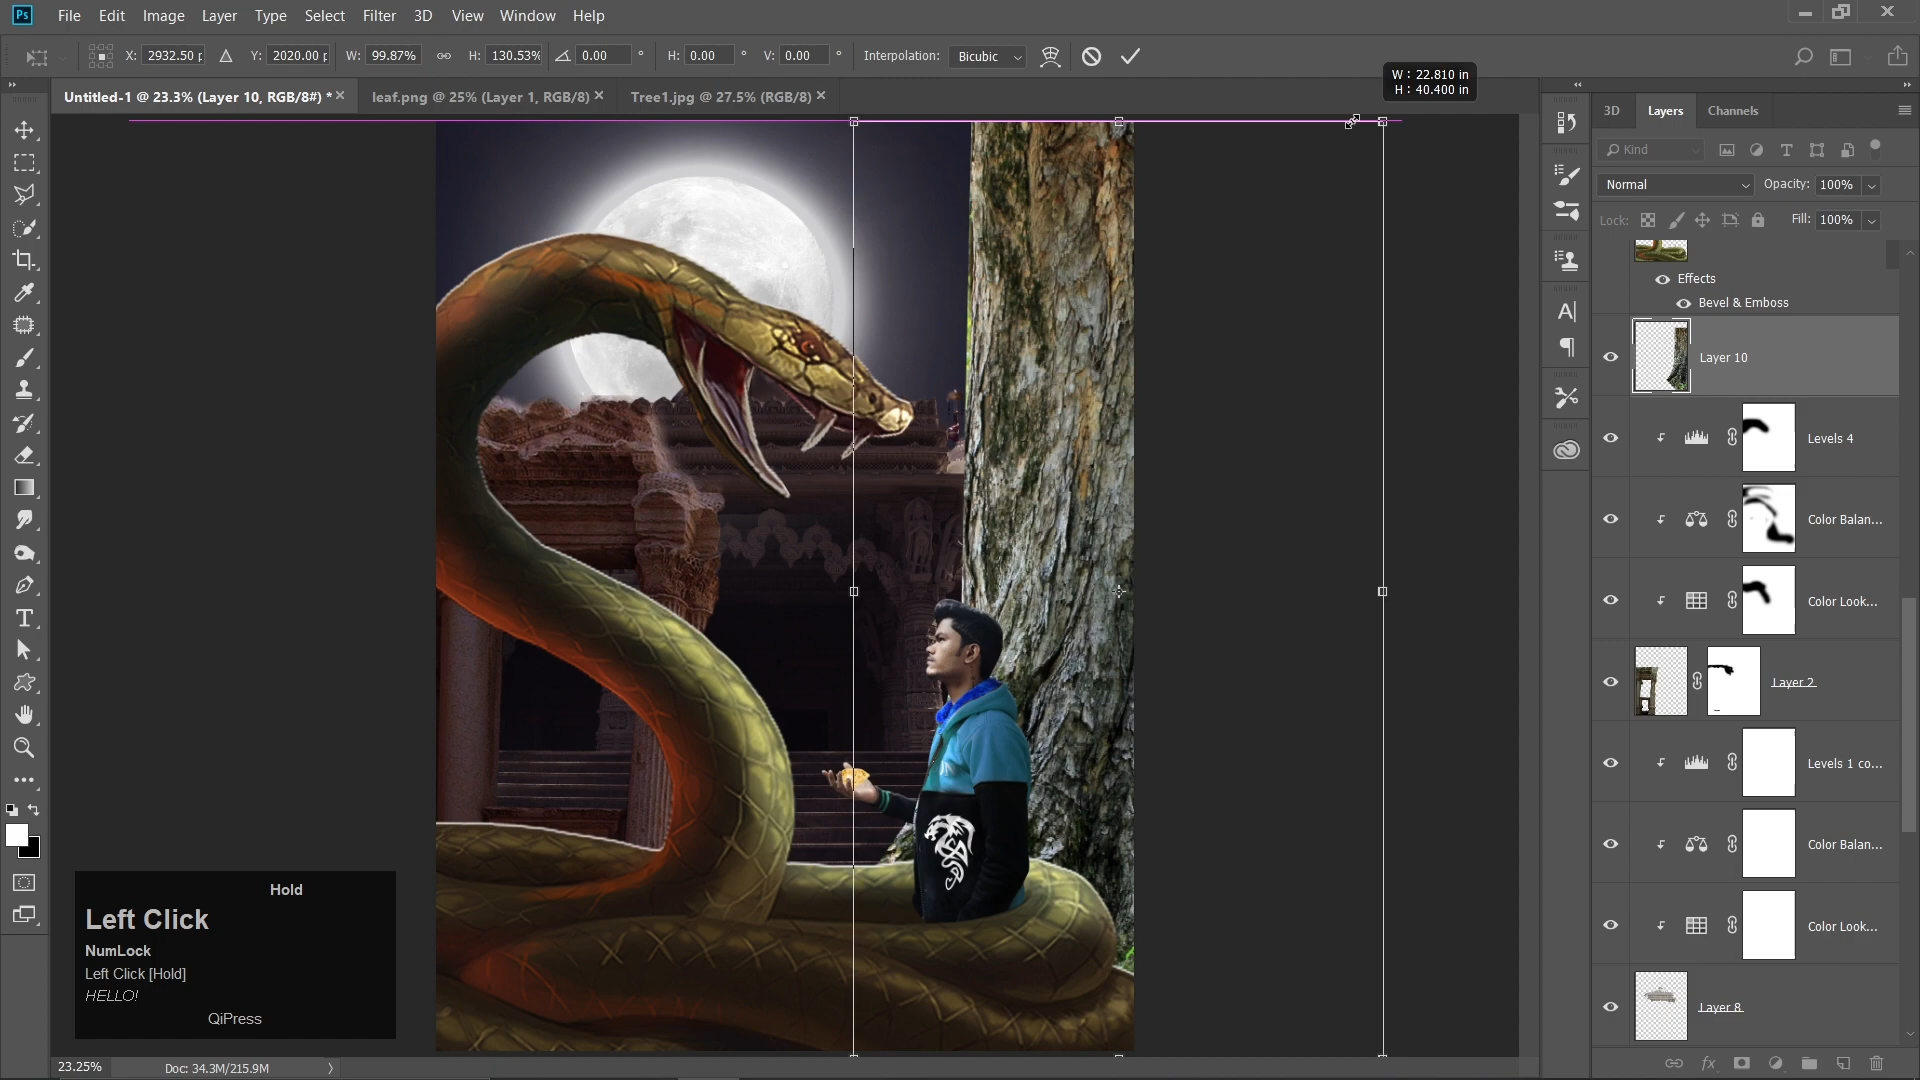 Ps File Edit Image Layer Type Select Filter 3D View Window Help
X: 2932.50 p Y: 2020.00 p W: 99.87% H: 130.53% 0.00 ° H: 0.00 ° V: 0.00 ° Interpolation: Bicubic
W : 22.810 in
H : 40.400 in
Untitled-1 @ 23.3% (Layer 10, RGB/8#) * × leaf.png @ 25% (Layer 1, RGB/8) × Tree1.jpg @ 27.5% (RGB/8) ×
3D Layers Channels
Kind
Normal Opacity: 100%
Lock: Fill: 100%
Effects
Bevel & Emboss
Layer 10
Levels 4
Color Balan...
Color Look...
Layer 2
Levels 1 co...
Color Balan...
Color Look...
Layer 8
Hold
Left Click
NumLock
Left Click [Hold]
HELLO!
QiPress
23.25% Doc: 34.3M/215.9M